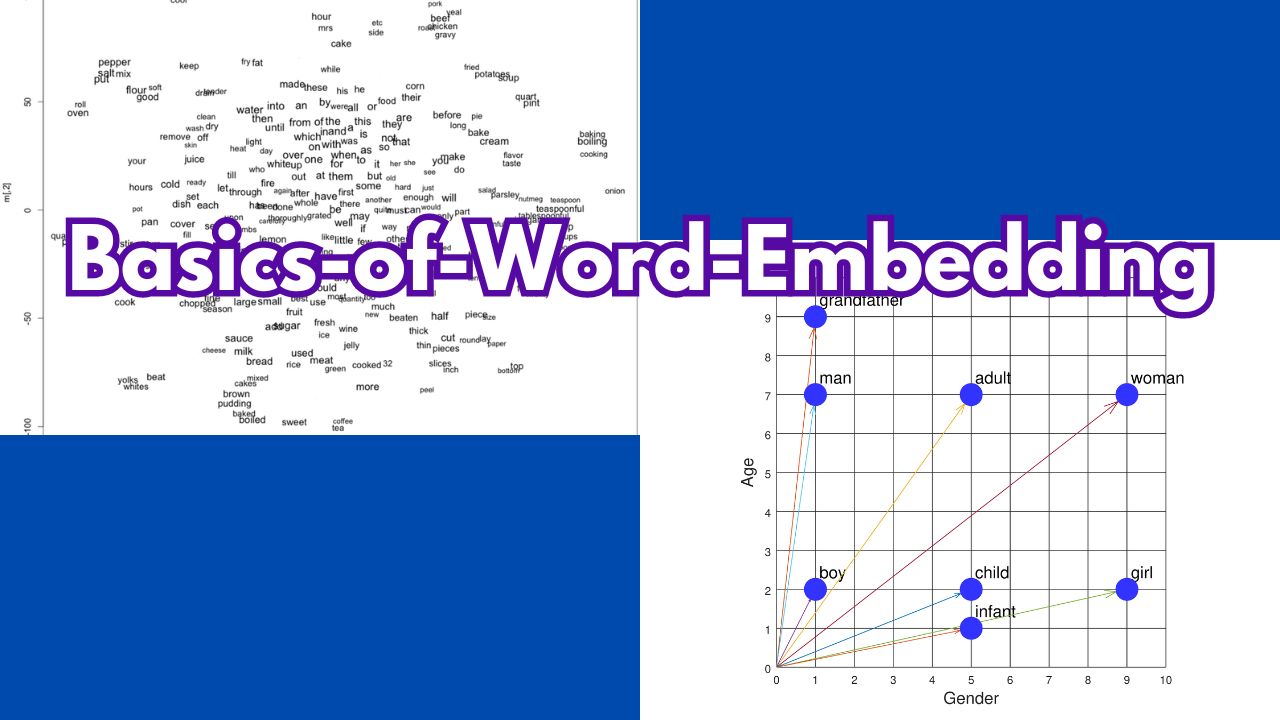 pork
veal
hour
beef
mrs
etc
chicken
side
gravy
cake
pepper
keep
fry fat
while
fried
salt mix
potatoes
soup
put
made these his he
corn
flour soft
good
food their
quart
pint
roll
oven
water into an by were all or
clean
then
from of the this
are
before pie
wash dry
until
they
long
remove off
which in and a is
not that
bake
baking
boiling
skin
light
on with was as so
cream
heat day
your
juice
over one when to it her she you make
flavor
taste
cooking
who
white up for
see do
till
out at them but old
hours cold ready
let
fire
some hard just
salad
onion
set
through again after have first
another enough will
parsley nutmeg teaspoon
pot
dish each
done whole there
be
quite must can would
part
teaspoonful
pan cover
thoroughly grated
may
only
tablespoonful
fill
well if way
lemon
like little few other
Basics-of-Word-Embedding
cook
chopped
large small best use most quantity too
season
much
fruit
new beaten half piece size
add sugar fresh wine
ice
thick
sauce
cut round lay paper
jelly
thin pieces
cheese milk
used
bread rice meat
green cooked 32
slices
inch
top
bottom
yolks
whites
beat
mixed
cakes
more
peel
brown
pudding
baked
boiled
sweet
coffee
tea
m[,2]
50
0
-50
-100
grandfather
9
8
man
adult
woman
7
6
5
4
3
boy
child
girl
2
infant
1
0
0 1 2 3 4 5 6 7 8 9 10
Age
Gender